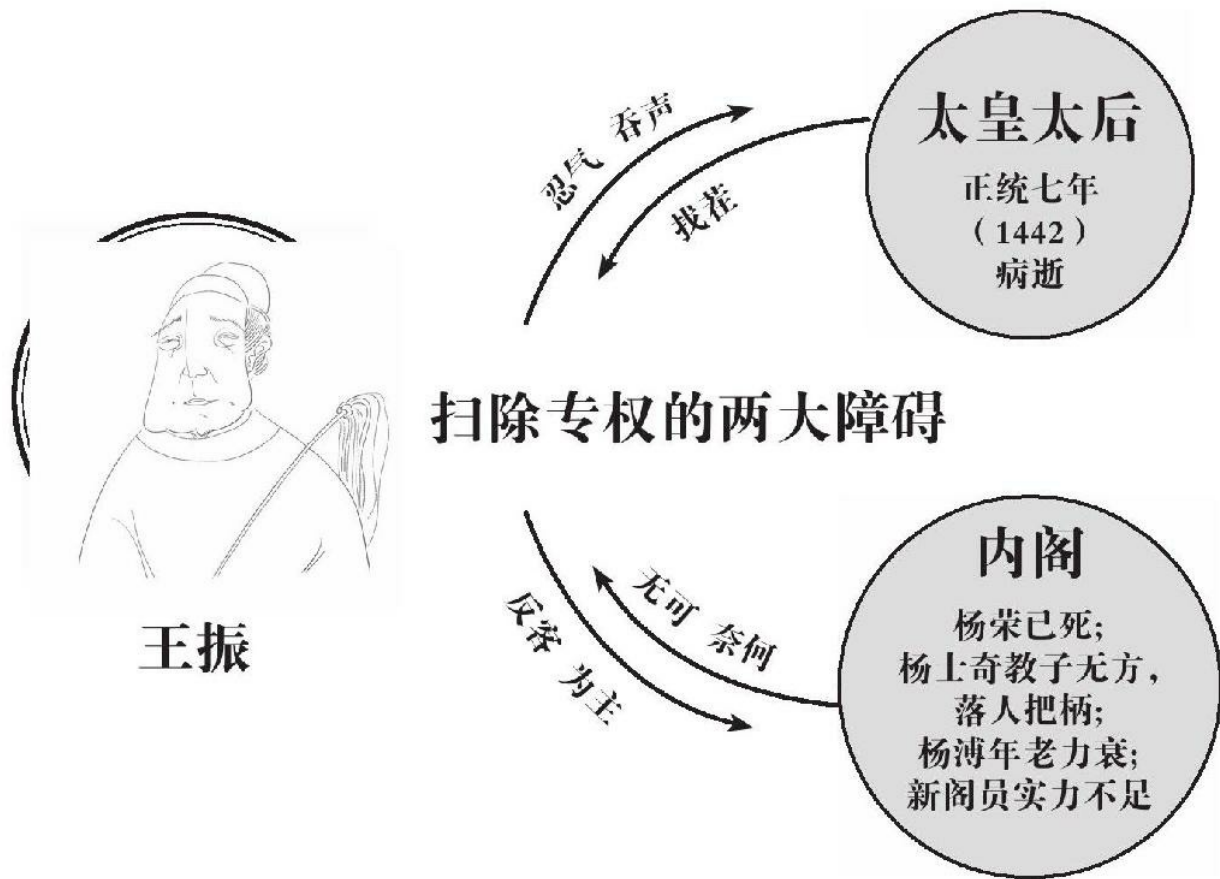 太皇太后
正统七年
（1442）
病逝
忍气 吞声
找茬
扫除专权的两大障碍
王振
无可 奈何
反客 为主
内阁
杨荣已死；
杨士奇教子无方，
落人把柄；
杨溥年老力衰；
新阁员实力不足